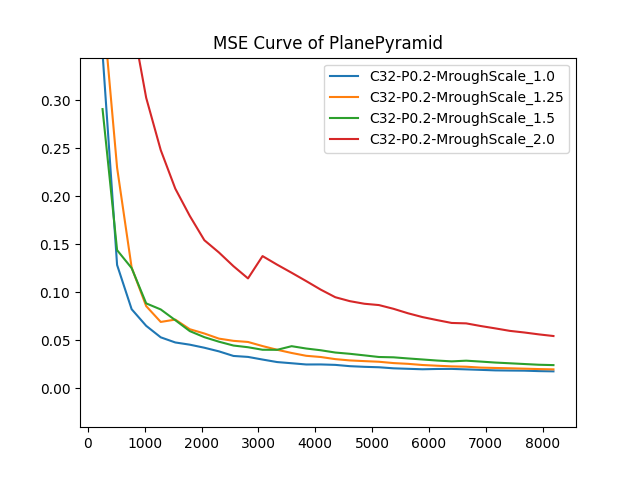 MSE Curve of PlanePyramid
C32-P0.2-MroughScale_1.0
C32-P0.2-MroughScale_1.25
C32-P0.2-MroughScale_1.5
C32-P0.2-MroughScale_2.0
0.30
0.25
0.20
0.15
0.10
0.05
0.00
0 1000 2000 3000 4000 5000 6000 7000 8000